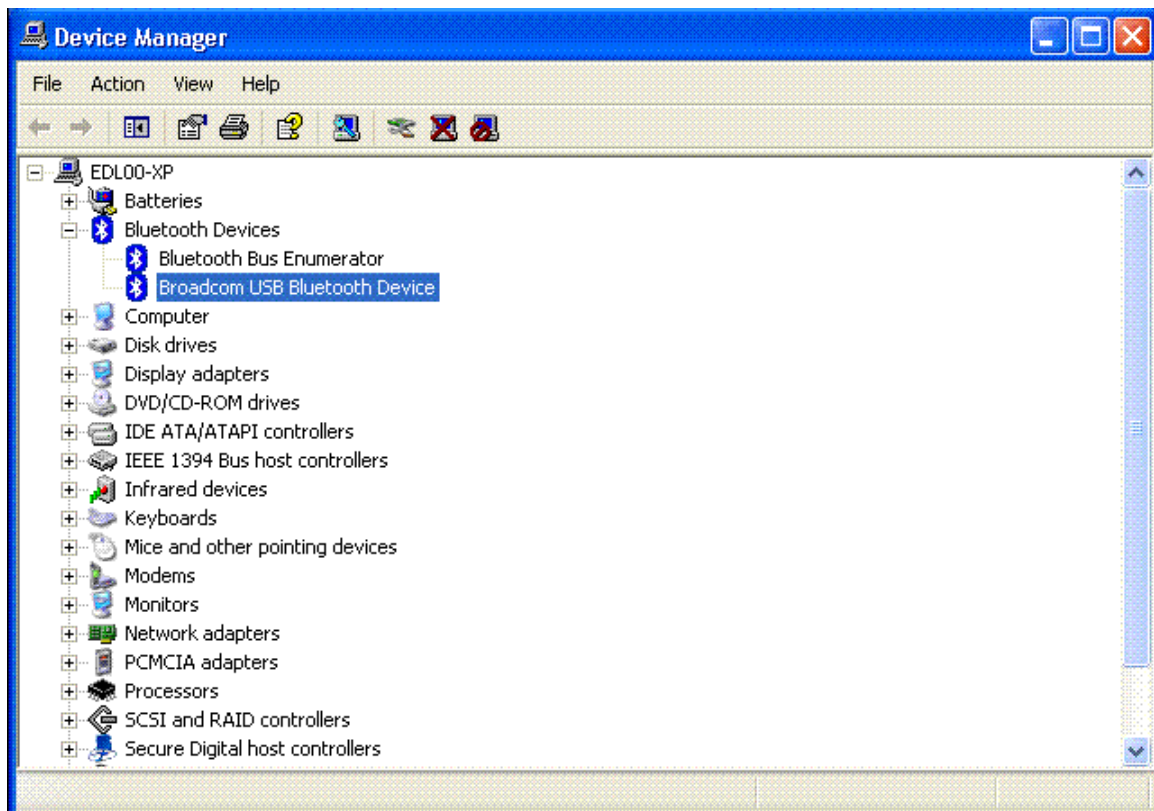 Device Manager
File Action View Help
EDL00-XP
Batteries
Bluetooth Devices
Bluetooth Bus Enumerator
Broadcom USB Bluetooth Device
Computer
Disk drives
Display adapters
DVD/CD-ROM drives
IDE ATA/ATAPI controllers
IEEE 1394 Bus host controllers
Infrared devices
Keyboards
Mice and other pointing devices
Modems
Monitors
Network adapters
PCMCIA adapters
Processors
SCSI and RAID controllers
Secure Digital host controllers